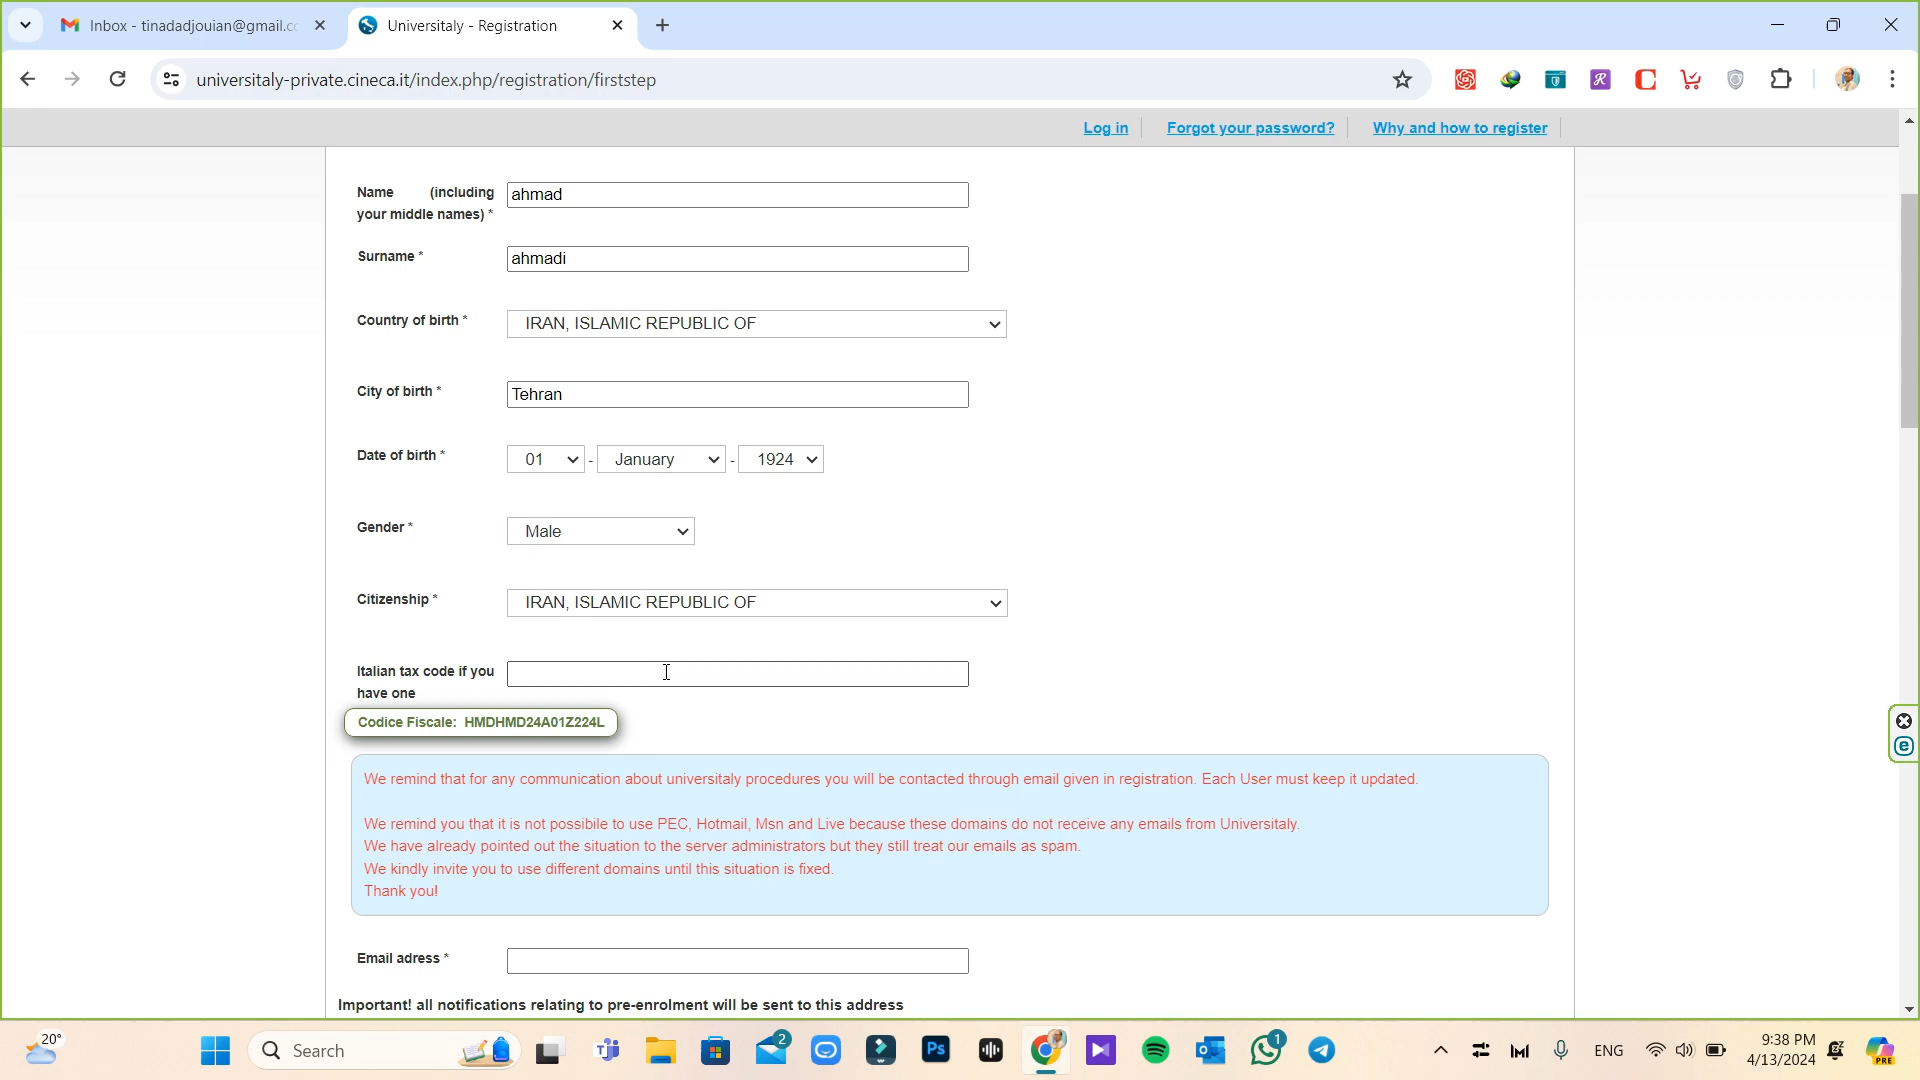 Inbox - tinadadjouian@gmail.c
Universitaly - Registration
universitaly-private.cineca.it/index.php/registration/firststep
Log in
Forgot your password?
Why and how to register
Name (including
your middle names) *
ahmad
Surname *
ahmadi
Country of birth *
IRAN, ISLAMIC REPUBLIC OF
City of birth *
Tehran
Date of birth *
01 - January - 1924
Gender *
Male
Citizenship *
IRAN, ISLAMIC REPUBLIC OF
Italian tax code if you
have one
Codice Fiscale: HMDHMD24A01Z224L
We remind that for any communication about universitaly procedures you will be contacted through email given in registration. Each User must keep it updated.
We remind you that it is not possibile to use PEC, Hotmail, Msn and Live because these domains do not receive any emails from Universitaly.
We have already pointed out the situation to the server administrators but they still treat our emails as spam.
We kindly invite you to use different domains until this situation is fixed.
Thank you!
Email adress *
Important! all notifications relating to pre-enrolment will be sent to this address
20°
Search
2
Ps
1
ENG
9:38 PM
4/13/2024
PRE